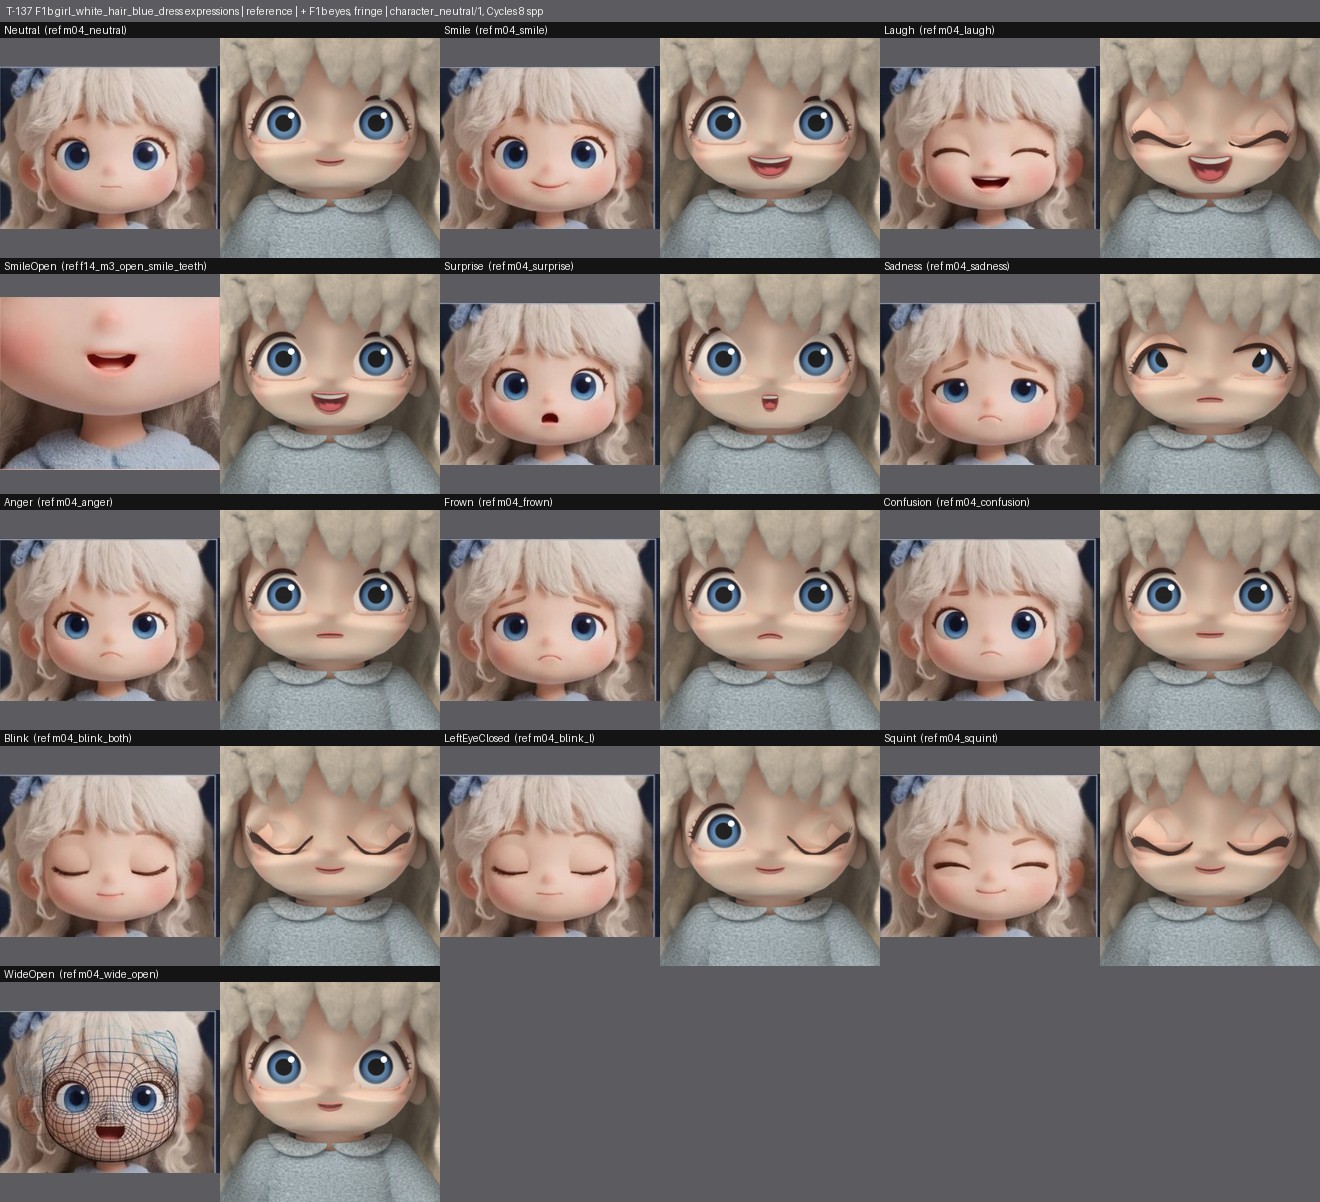 T-137 F1b girl_white_hair_blue_dress expressions | reference | + F1b eyes, fringe | character_neutral/1, Cycles 8 spp
Neutral (ref m04_neutral)
Smile (ref m04_smile)
Laugh (ref m04_laugh)
SmileOpen (ref f14_m3_open_smile_teeth)
Surprise (ref m04_surprise)
Sadness (ref m04_sadness)
Anger (ref m04_anger)
Frown (ref m04_frown)
Confusion (ref m04_confusion)
Blink (ref m04_blink_both)
LeftEyeClosed (ref m04_blink_l)
Squint (ref m04_squint)
WideOpen (ref m04_wide_open)